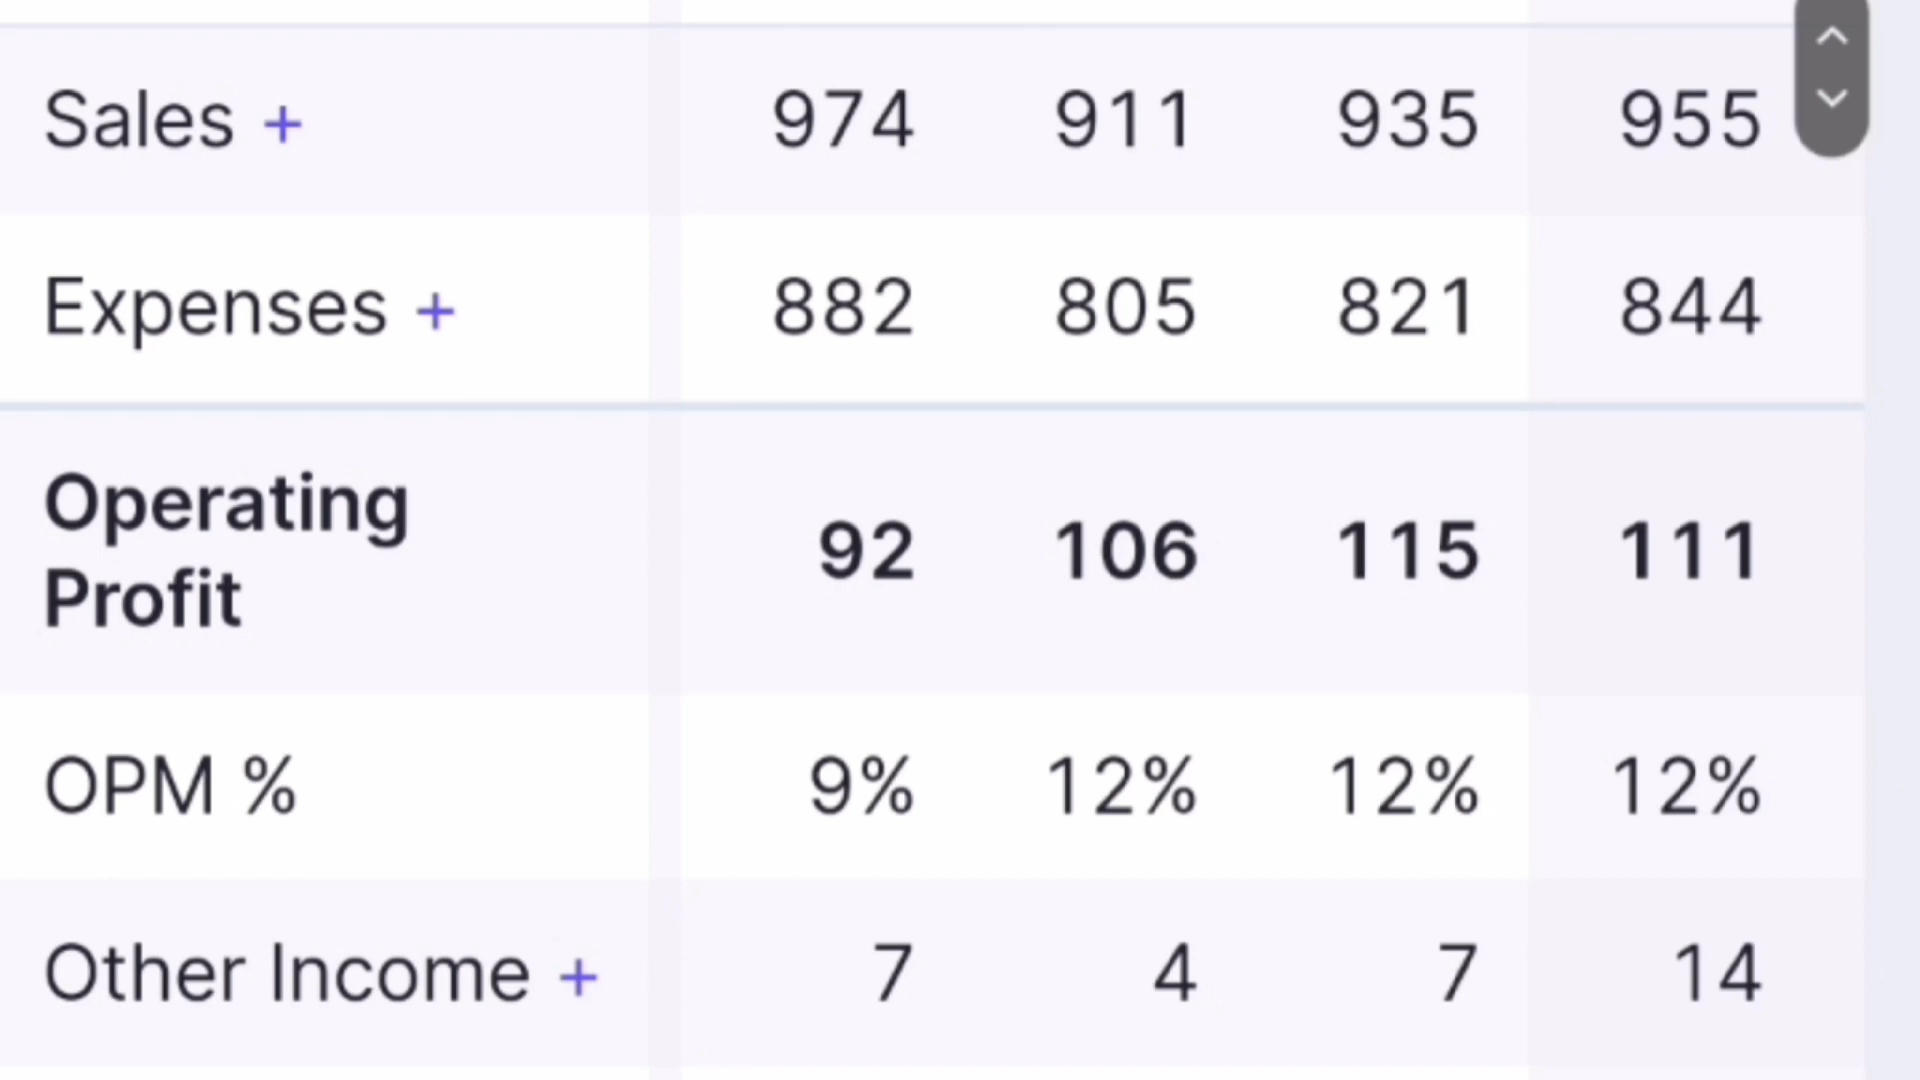 Sales + 974 911 935 955
Expenses + 882 805 821 844
Operating
Profit 92 106 115 111
OPM % 9% 12% 12% 12%
Other Income + 7 4 7 14